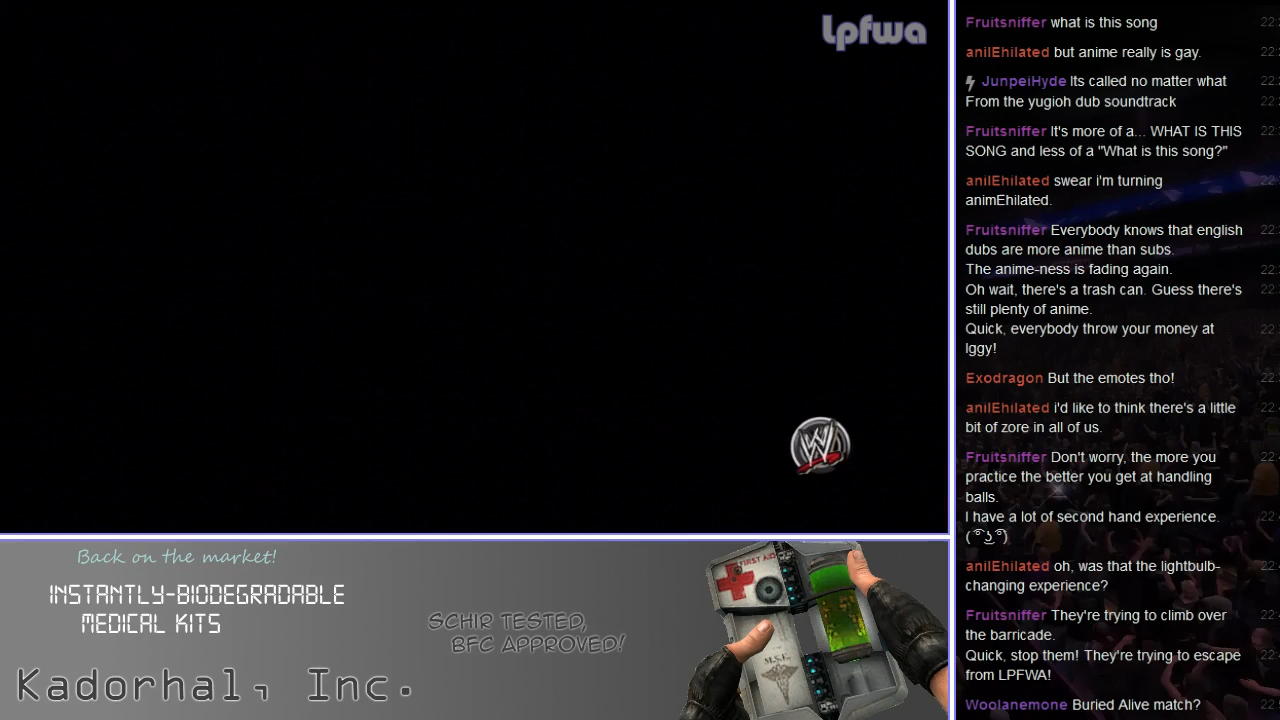 Lpfwa
W
Back on the market!
INSTANTLY-BIODEGRADABLE
MEDICAL KITS
SCHIR TESTED,
BFC APPROVED!
Kadorhal, Inc.
FIRST AID
M.S.I.
Fruitsniffer what is this song
anilEhilated but anime really is gay.
JunpeiHyde Its called no matter what
From the yugioh dub soundtrack
Fruitsniffer It's more of a... WHAT IS THIS
SONG and less of a "What is this song?"
anilEhilated swear i'm turning
animEhilated.
Fruitsniffer Everybody knows that english
dubs are more anime than subs.
The anime-ness is fading again.
Oh wait, there's a trash can. Guess there's
still plenty of anime.
Quick, everybody throw your money at
Iggy!
Exodragon But the emotes tho!
anilEhilated i'd like to think there's a little
bit of zore in all of us.
Fruitsniffer Don't worry, the more you
practice the better you get at handling
balls.
I have a lot of second hand experience.
( ͡° ͜ʖ ͡°)
anilEhilated oh, was that the lightbulb-
changing experience?
Fruitsniffer They're trying to climb over
the barricade.
Quick, stop them! They're trying to escape
from LPFWA!
Woolanemone Buried Alive match?